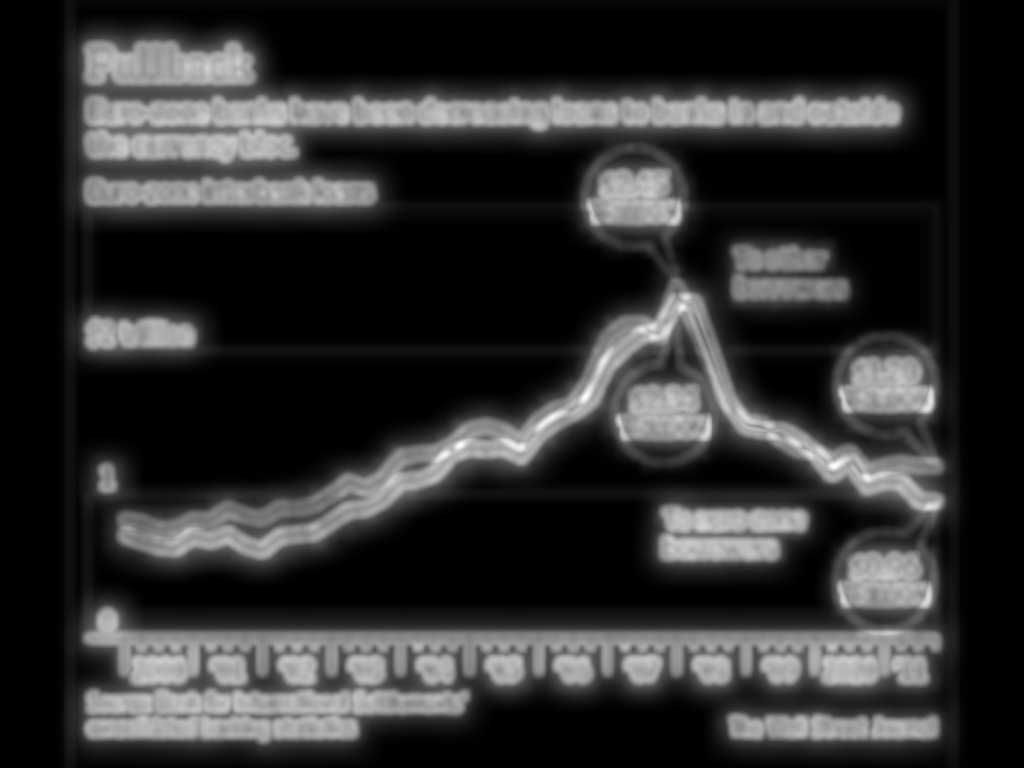 Pullback
Euro-zone banks have been decreasing loans to banks in and outside
the currency bloc.
Euro-zone interbank loans
To other
borrowers
$2 trillion
1
To euro-zone
borrowers
0
2000 '01 '02 '03 '04 '05 '06 '07 '08 '09 2010 '11
Source: Bank for International Settlements'
consolidated banking statistics
The Wall Street Journal